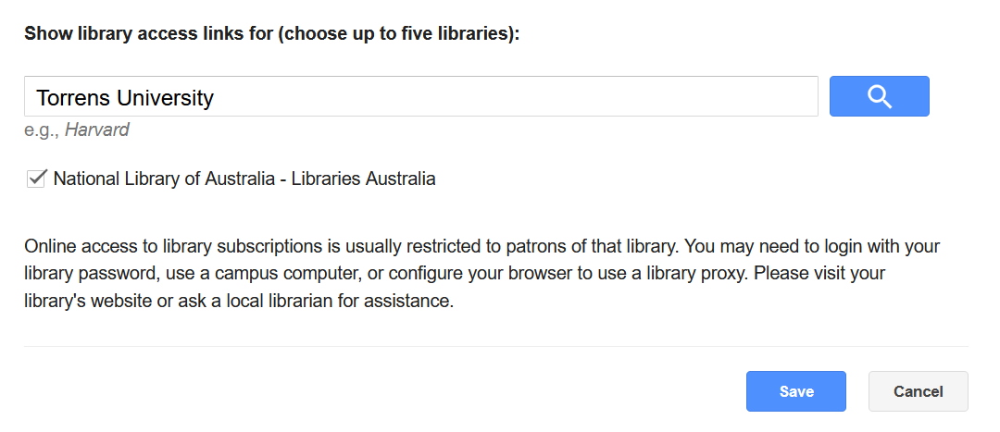 Show library access links for (choose up to five libraries):
Torrens University
e.g., Harvard
National Library of Australia - Libraries Australia
Online access to library subscriptions is usually restricted to patrons of that library. You may need to login with your
library password, use a campus computer, or configure your browser to use a library proxy. Please visit your
library's website or ask a local librarian for assistance.
Save Cancel